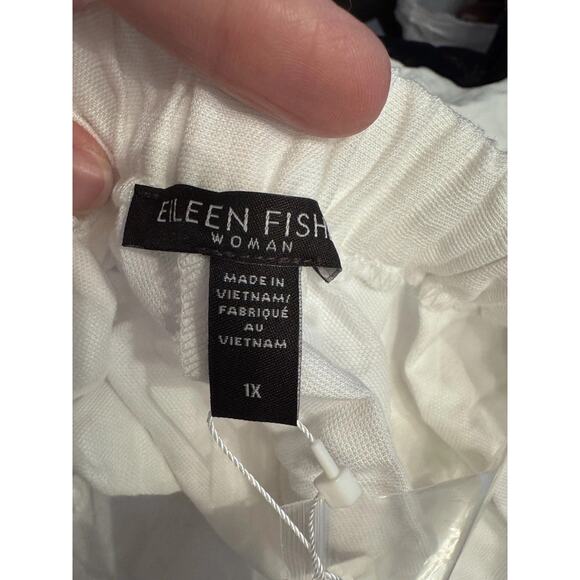 EILEEN FISH
WOMAN
MADE IN
VIETNAM/
FABRIQUÉ
AU
VIETNAM
1X